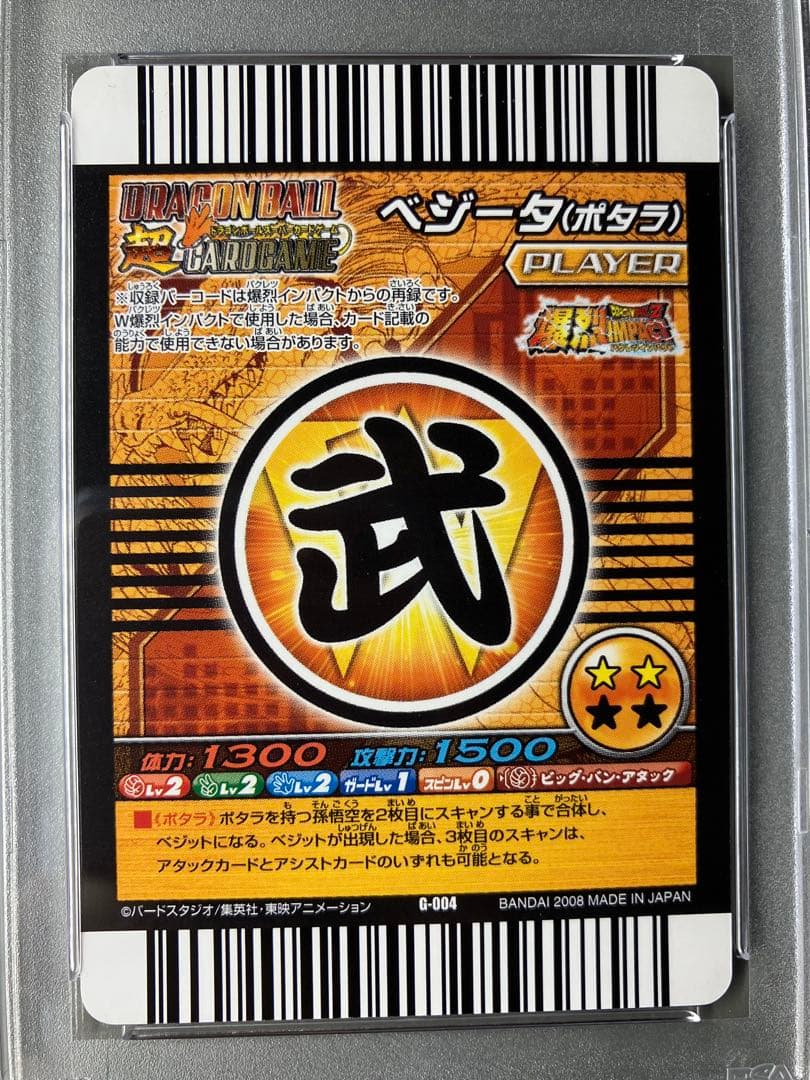 DRAGON BALL
ドラゴンボールスーパーカードゲーム
超 CARDGAME
ベジータ(ポタラ)
PLAYER
※収録バーコードは爆烈インパクトからの再録です。
W爆烈インパクトで使用した場合、カード記載の
能力で使用できない場合があります。
DRAGON BALL Z
爆烈 IMPACT
武
体力:1300 攻撃力:1500
Lv2 Lv2 Lv2 ガードLv1 スピンLv0 ビッグ・バン・アタック
■《ポタラ》ポタラを持つ孫悟空を2枚目にスキャンする事で合体し、
ベジットになる。ベジットが出現した場合、3枚目のスキャンは、
アタックカードとアシストカードのいずれも可能となる。
©バードスタジオ/集英社・東映アニメーション G-004 BANDAI 2008 MADE IN JAPAN